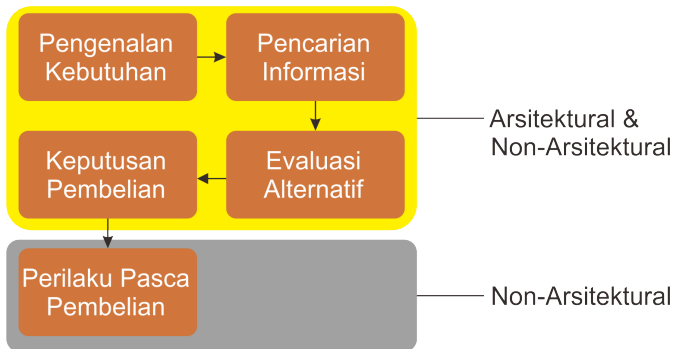 Pengenalan
Kebutuhan
Pencarian
Informasi
Arsitektural &
Non-Arsitektural
Keputusan
Pembelian
Evaluasi
Alternatif
Perilaku Pasca
Pembelian
Non-Arsitektural